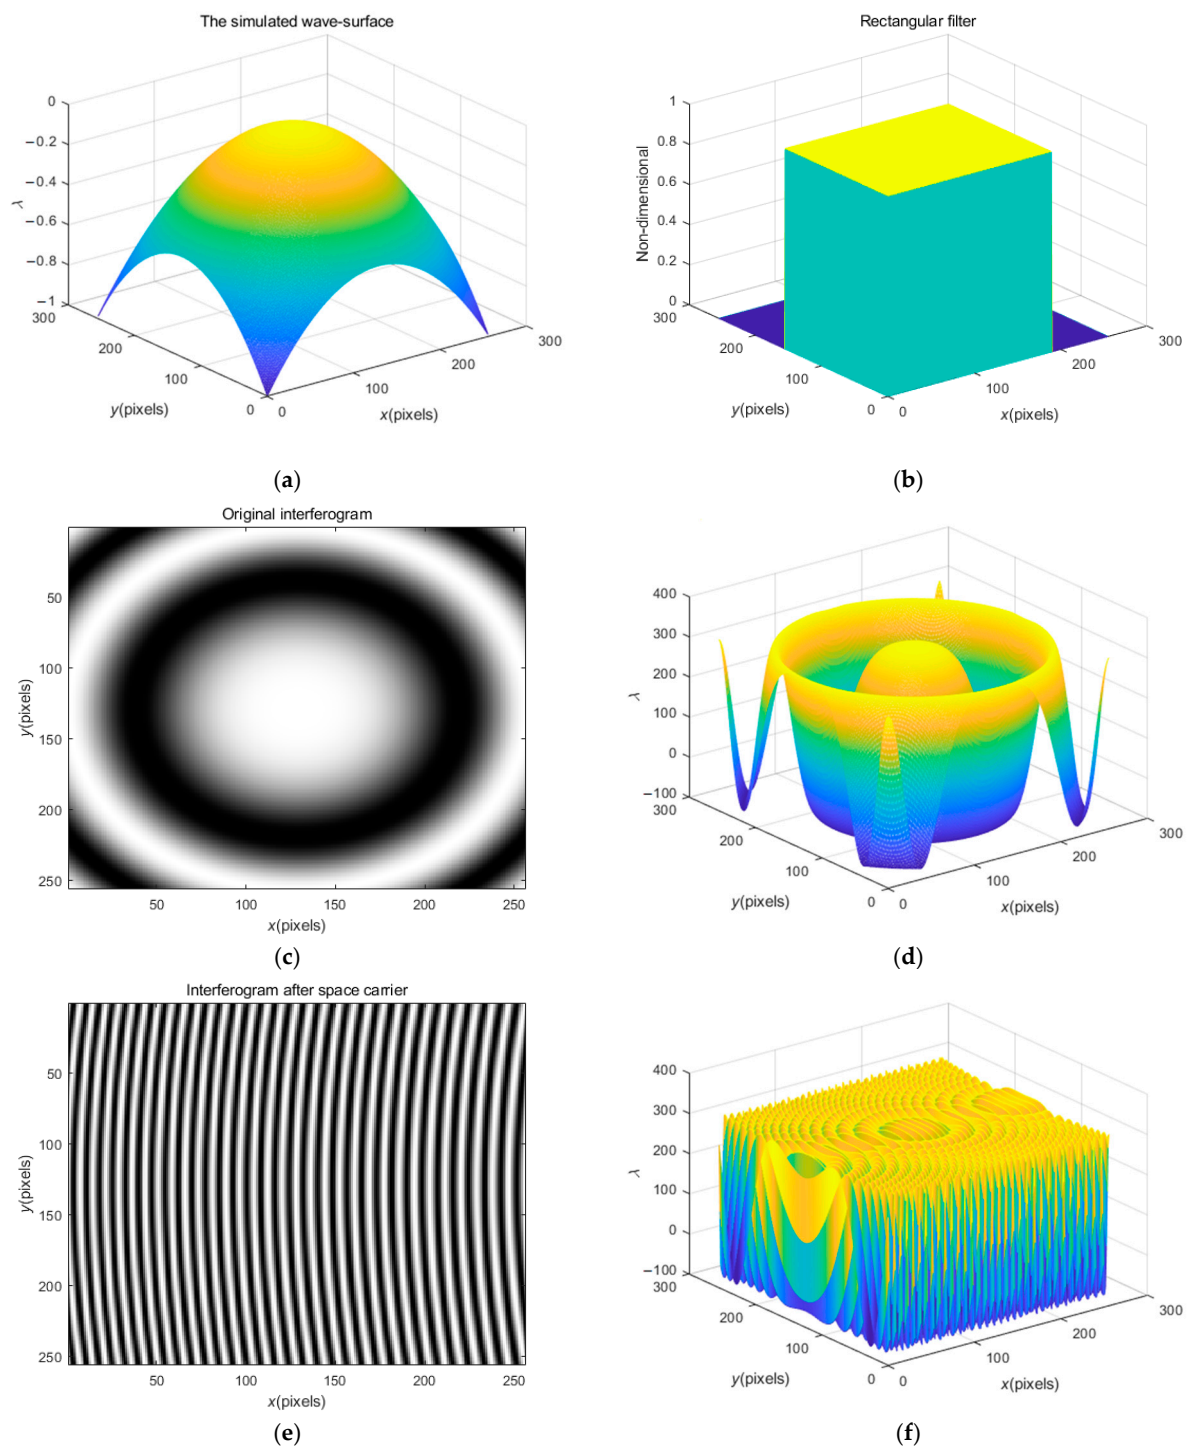 The simulated wave-surface
0
−0.2
−0.4
λ
−0.6
−0.8
−1
300
200
100
0
y(pixels)
0
100
200
300
x(pixels)
(a)
Rectangular filter
1
0.8
Non-dimensional
0.6
0.4
0.2
0
300
200
100
0
y(pixels)
0
100
200
300
x(pixels)
(b)
Original interferogram
50
100
y(pixels)
150
200
250
50
100
150
200
250
x(pixels)
(c)
400
300
200
λ
100
0
−100
300
200
100
0
y(pixels)
0
100
200
300
x(pixels)
(d)
Interferogram after space carrier
50
100
y(pixels)
150
200
250
50
100
150
200
250
x(pixels)
(e)
400
300
200
λ
100
0
−100
300
200
100
0
y(pixels)
0
100
200
300
x(pixels)
(f)